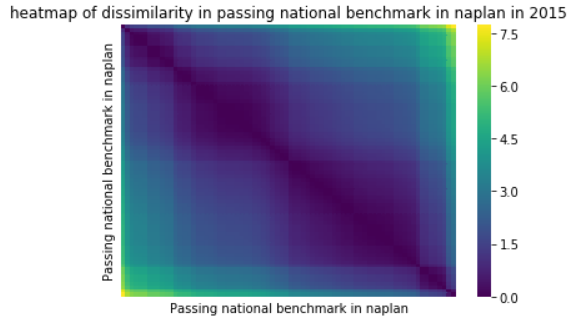 heatmap of dissimilarity in passing national benchmark in naplan in 2015
Passing national benchmark in naplan
7.5
6.0
4.5
3.0
1.5
0.0
Passing national benchmark in naplan